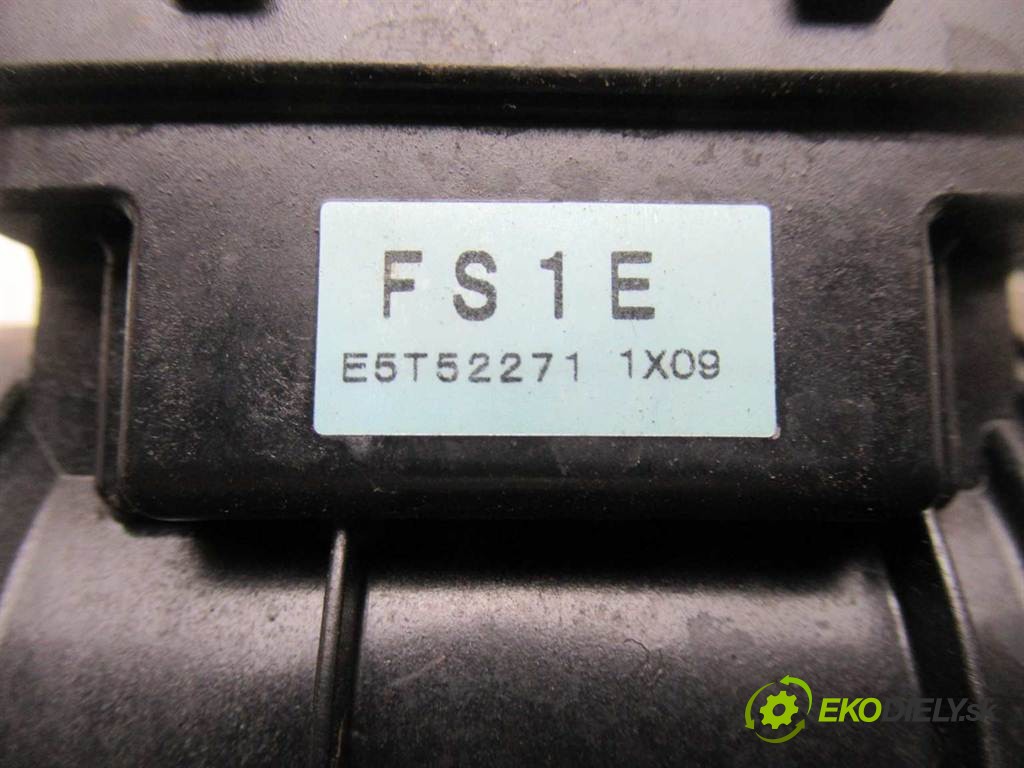 FS1E
E5T52271 1X09
EKODIELY.sk